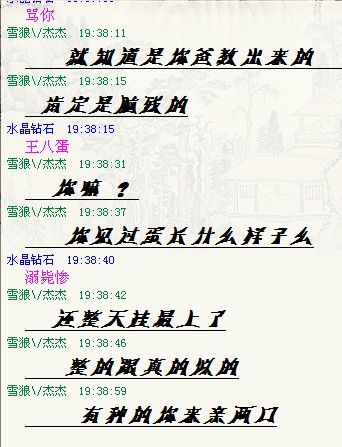 骂你
雪狼\/杰杰 19:38:11
就知道是你爸教出来的
雪狼\/杰杰 19:38:15
肯定是脑残的
水晶钻石 19:38:15
王八蛋
雪狼\/杰杰 19:38:31
你嘛？
雪狼\/杰杰 19:38:37
你见过蛋长什么样子么
水晶钻石 19:38:40
溺毙惨
雪狼\/杰杰 19:38:42
还整天挂嘴上了
雪狼\/杰杰 19:38:46
整的跟真的似的
雪狼\/杰杰 19:38:59
有种的你来亲两口